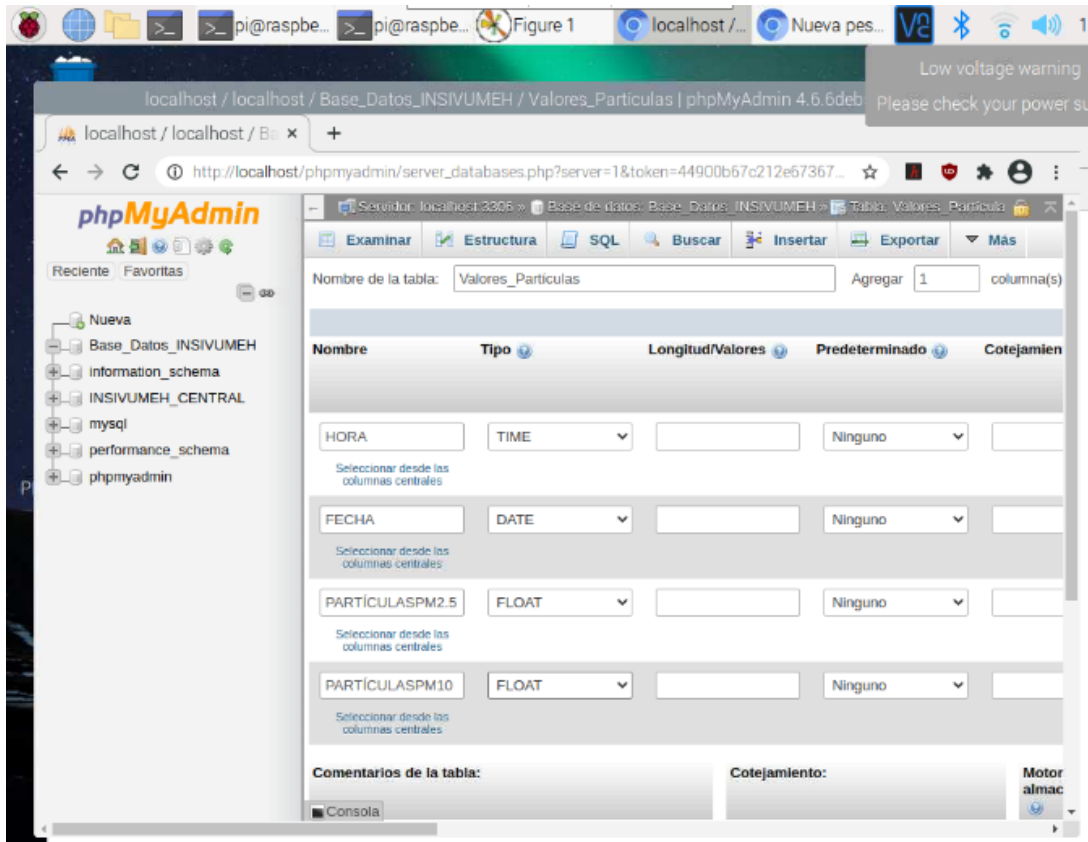 pi@raspbe... pi@raspbe... Figure 1 localhost /... Nueva pes... 1
Low voltage warning
Please check your power su
localhost / localhost / Base_Datos_INSIVUMEH / Valores_Partículas | phpMyAdmin 4.6.6deb
localhost / localhost / Ba
http://localhost/phpmyadmin/server_databases.php?server=1&token=44900b67c212e67367...
phpMyAdmin
Servidor: localhost:3306 » Base de datos: Base_Datos_INSIVUMEH » Tabla: Valores_Partícula
Examinar Estructura SQL Buscar Insertar Exportar Más
Reciente Favoritas
Nombre de la tabla: Valores_Partículas Agregar 1 columna(s)
Nueva
Base_Datos_INSIVUMEH
information_schema
INSIVUMEH_CENTRAL
mysql
performance_schema
phpmyadmin
Nombre Tipo Longitud/Valores Predeterminado Cotejamien
HORA TIME Ninguno
Seleccionar desde las
columnas centrales
FECHA DATE Ninguno
Seleccionar desde las
columnas centrales
PARTÍCULASPM2.5 FLOAT Ninguno
Seleccionar desde las
columnas centrales
PARTÍCULASPM10 FLOAT Ninguno
Seleccionar desde las
columnas centrales
Comentarios de la tabla: Cotejamiento: Motor
almac
Consola